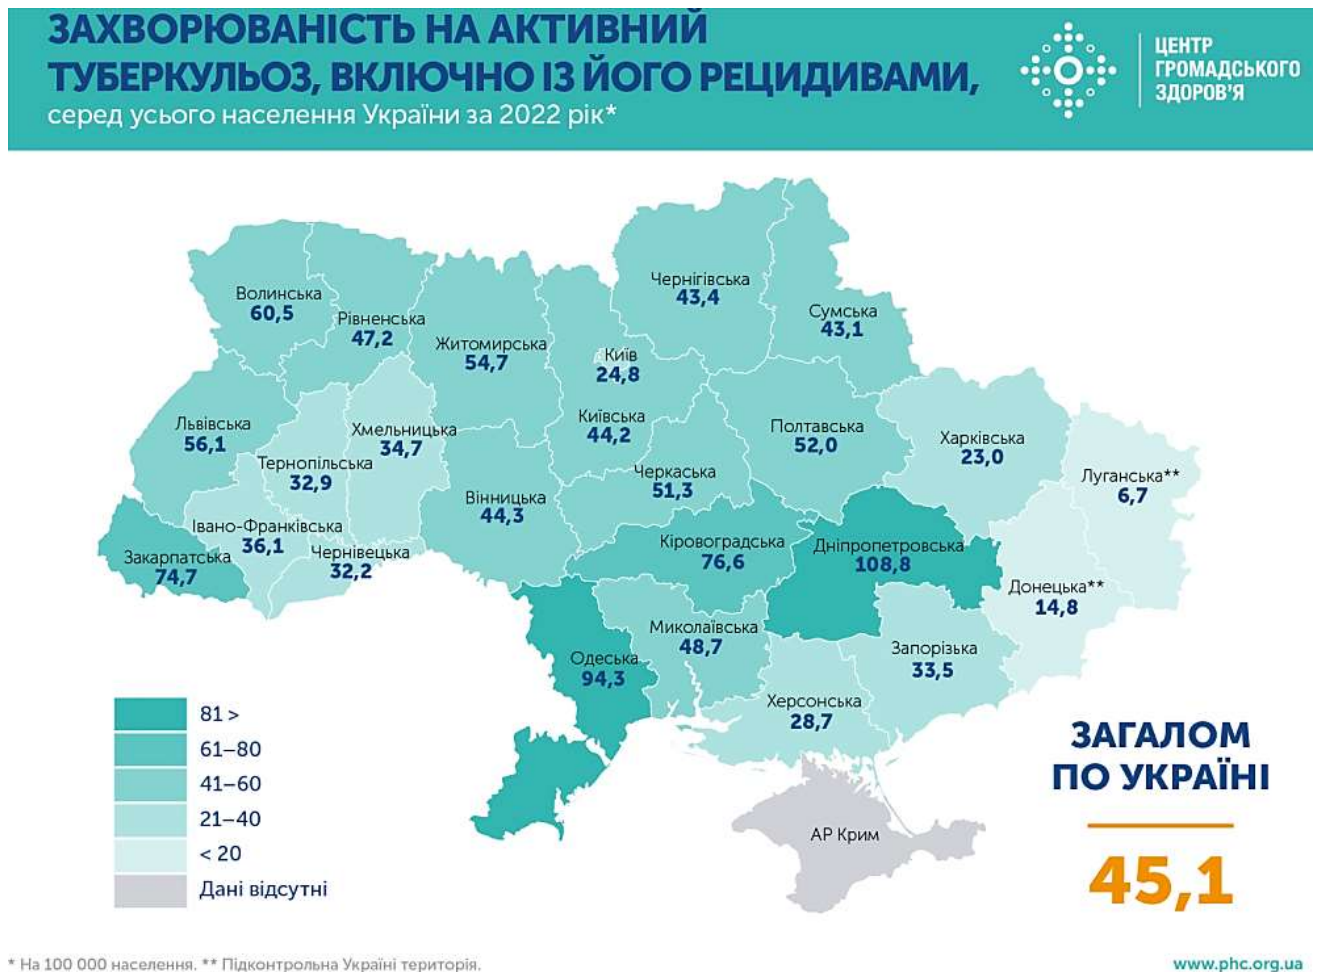 ЗАХВОРЮВАНІСТЬ НА АКТИВНИЙ
ТУБЕРКУЛЬОЗ, ВКЛЮЧНО ІЗ ЙОГО РЕЦИДИВАМИ,
серед усього населення України за 2022 рік*
ЦЕНТР
ГРОМАДСЬКОГО
ЗДОРОВ'Я
Волинська
60,5
Рівненська
47,2
Житомирська
54,7
Київ
24,8
Чернігівська
43,4
Сумська
43,1
Львівська
56,1
Тернопільська
32,9
Хмельницька
34,7
Київська
44,2
Полтавська
52,0
Харківська
23,0
Луганська**
6,7
Черкаська
51,3
Вінницька
44,3
Івано-Франківська
36,1
Закарпатська
74,7
Чернівецька
32,2
Кіровоградська
76,6
Дніпропетровська
108,8
Донецька**
14,8
Одеська
94,3
Миколаївська
48,7
Запорізька
33,5
Херсонська
28,7
АР Крим
81 >
61–80
41–60
21–40
< 20
Дані відсутні
ЗАГАЛОМ
ПО УКРАЇНІ
45,1
* На 100 000 населення. ** Підконтрольна Україні територія.
www.phc.org.ua